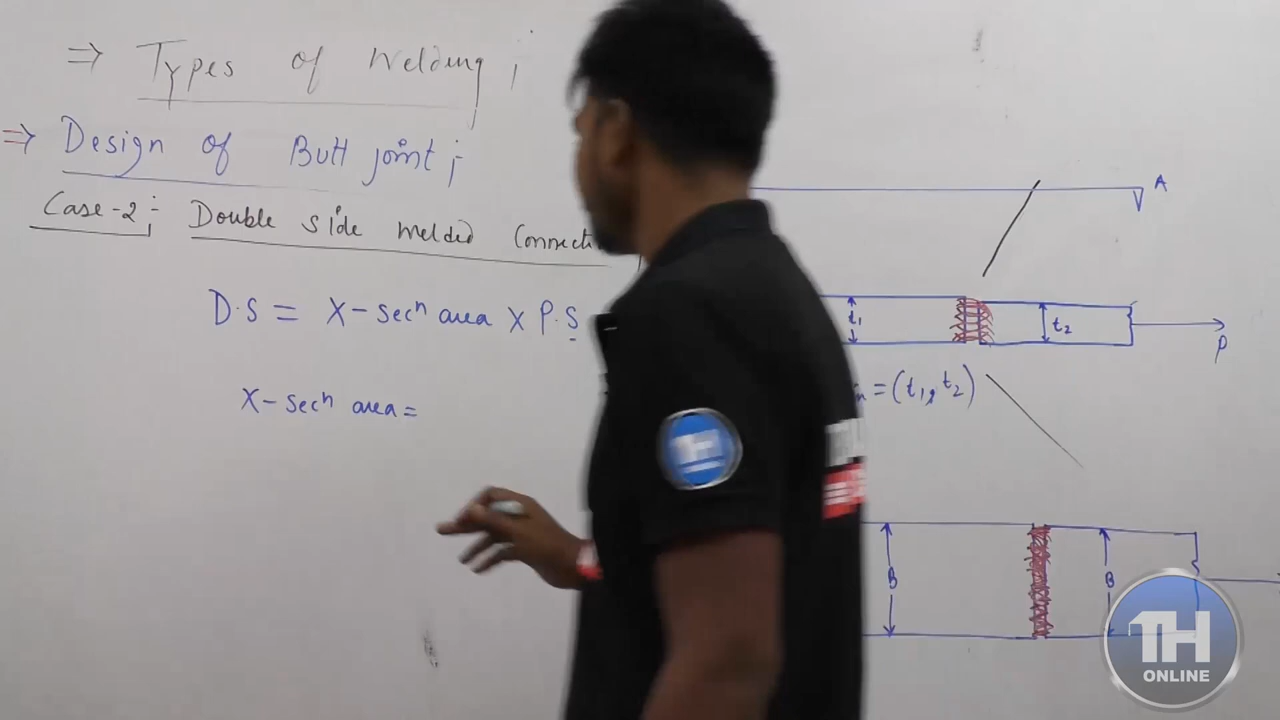 ⇒ Types of Welding ;
⇒ Design of Butt joint ;
Case-2 ;- Double side welded
D.S = X-secn area X P.S
X-secn area =
A
t1
t2
P
= (t1, t2)
B
B
TH
TH
ONLINE